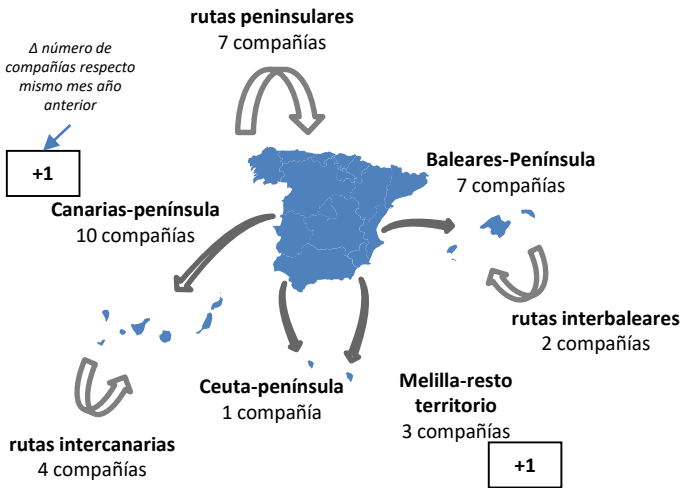 rutas peninsulares
7 compañías
Δ número de
compañías respecto
mismo mes año
anterior
+1
Baleares-Península
7 compañías
Canarias-península
10 compañías
rutas interbaleares
2 compañías
Ceuta-península
1 compañía
Melilla-resto
territorio
3 compañías
+1
rutas intercanarias
4 compañías